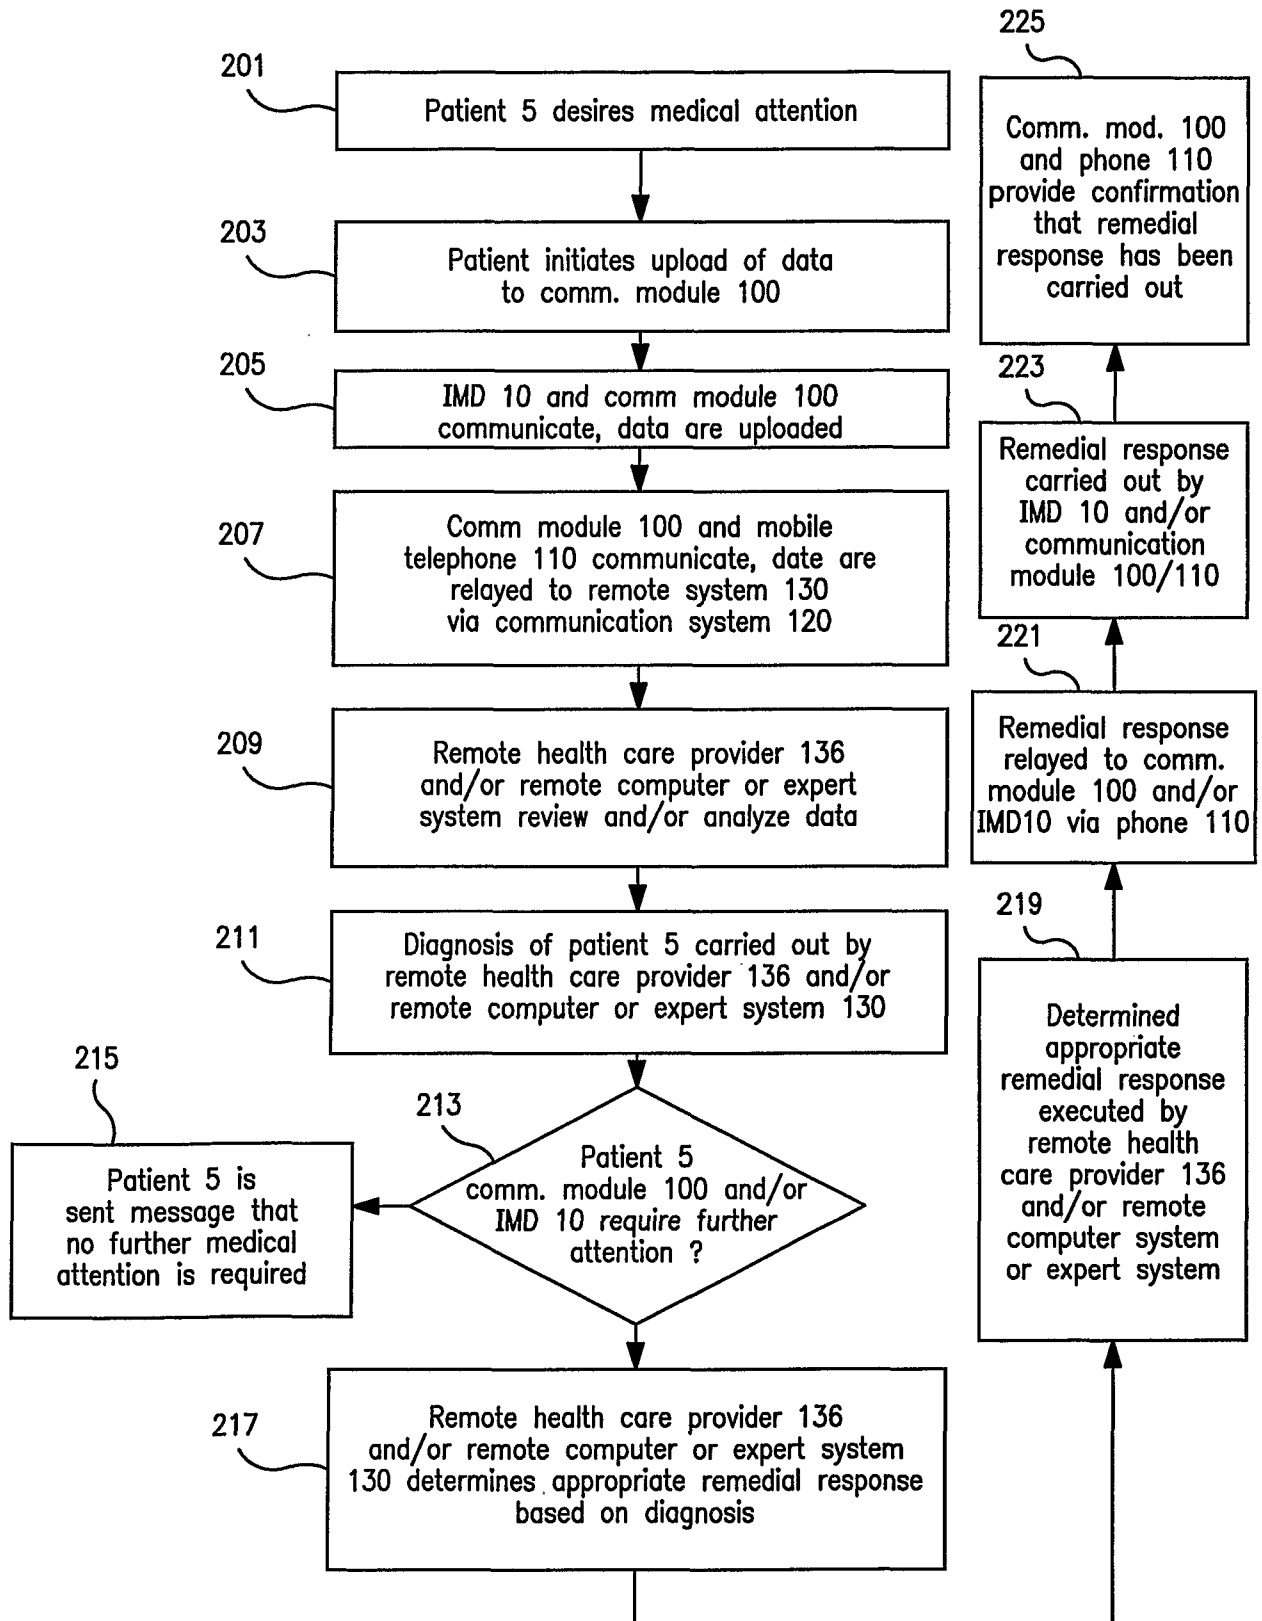 201
Patient 5 desires medical attention
203
Patient initiates upload of data
to comm. module 100
205
IMD 10 and comm module 100
communicate, data are uploaded
207
Comm module 100 and mobile
telephone 110 communicate, date are
relayed to remote system 130
via communication system 120
209
Remote health care provider 136
and/or remote computer or expert
system review and/or analyze data
211
Diagnosis of patient 5 carried out by
remote health care provider 136 and/or
remote computer or expert system 130
213
Patient 5
comm. module 100 and/or
IMD 10 require further
attention ?
215
Patient 5 is
sent message that
no further medical
attention is required
217
Remote health care provider 136
and/or remote computer or expert system
130 determines appropriate remedial response
based on diagnosis
219
Determined
appropriate
remedial response
executed by
remote health
care provider 136
and/or remote
computer system
or expert system
221
Remedial response
relayed to comm.
module 100 and/or
IMD10 via phone 110
223
Remedial response
carried out by
IMD 10 and/or
communication
module 100/110
225
Comm. mod. 100
and phone 110
provide confirmation
that remedial
response has been
carried out